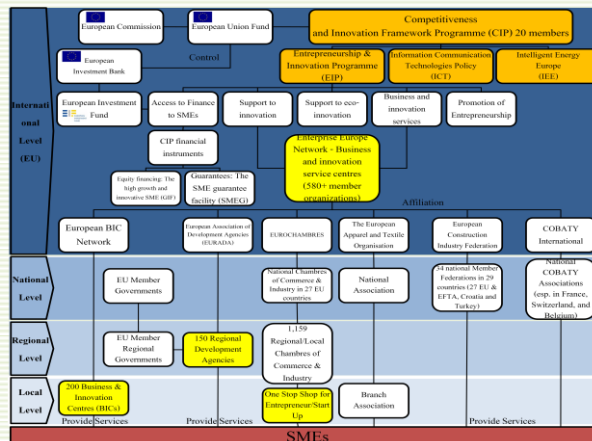 European Commission
European Union Fund
Competitiveness
and Innovation Framework Programme (CIP) 20 members
Control
European
Investment Bank
Entrepreneurship &
Innovation Programme
(EIP)
Information Communication
Technologies Policy
(ICT)
Intelligent Energy
Europe
(IEE)
Internati
onal
Level
(EU)
European Investment
Fund
Access to Finance
to SMEs
Support to
innovation
Support to eco-
innovation
Business and
innovation
services
Promotion of
Entrepreneurship
CIP financial
instruments
Enterprise Europe
Network - Business
and innovation
service centres
(580+ member
organizations)
Equity financing: The
high growth and
innovative SME (GIF)
Guarantees: The
SME guarantee
facility (SMEG)
Affiliation
European BIC
Network
European Association of
Development Agencies
(EURADA)
EUROCHAMBRES
The European
Apparel and Textile
Organisation
European
Construction
Industry Federation
COBATY
International
National
Level
EU Member
Governments
National Chambers
of Commerce &
Industry in 27 EU
countries
National
Association
34 national Member
Federations in 29
countries (27 EU &
EFTA, Croatia and
Turkey)
National
COBATY
Associations
(esp. in France,
Switzerland, and
Belgium)
Regional
Level
EU Member
Regional
Governments
150 Regional
Development
Agencies
1,159
Regional/Local
Chambers of
Commerce &
Industry
Local
Level
200 Business &
Innovation
Centres (BICs)
One Stop Shop for
Entrepreneur/Start
Up
Branch
Association
Provide Services
Provide Services
Provide Services
SMEs